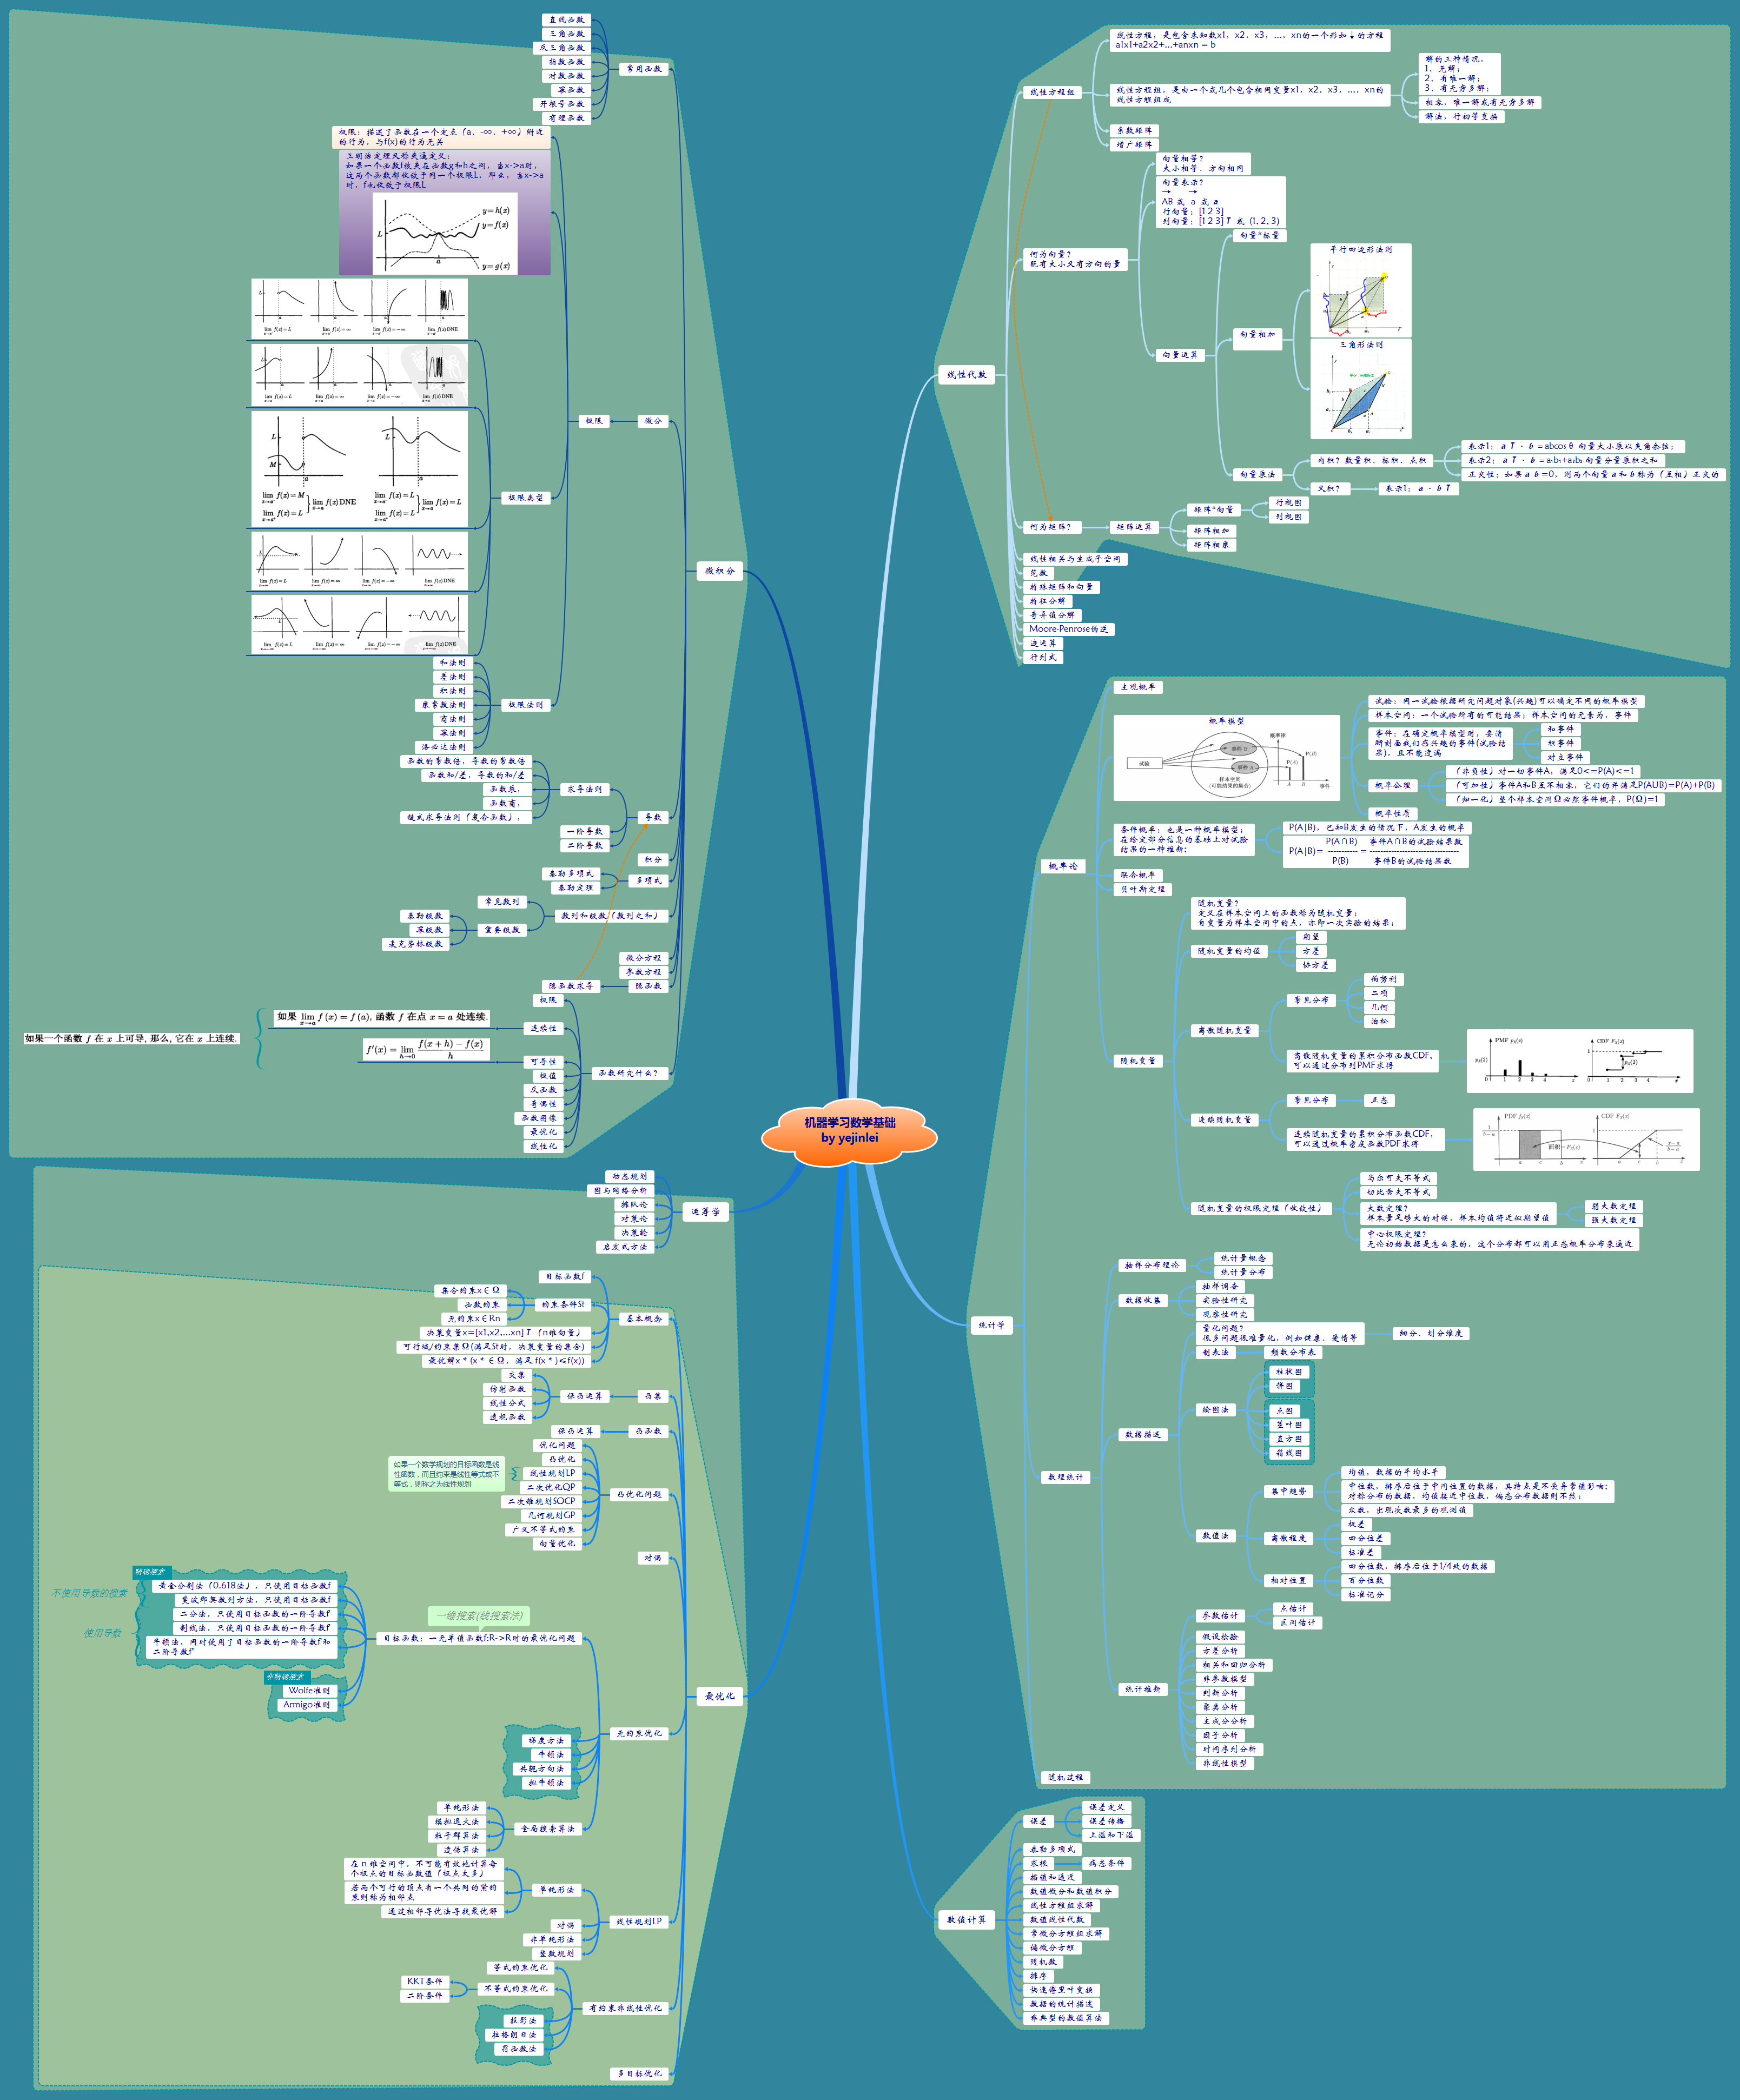 机器学习数学基础
by yejinlei
微积分
常用函数
直线函数
三角函数
反三角函数
指数函数
对数函数
幂函数
开根号函数
有理函数
微分
极限
极限：描述了函数在一个定点（a、-∞、+∞）附近
的行为，与f(x)的行为无关
三明治定理又称夹逼定义：
如果一个函数f被夹在函数g和h之间，当x->a时，
这两个函数都收敛于同一个极限L，那么，当x->a
时，f也收敛于极限L
y=h(x)
y=f(x)
y=g(x)
L
a
极限类型
lim f(x)=L
lim f(x)=∞
lim f(x)=-∞
lim f(x) DNE
lim f(x)=L
lim f(x)=∞
lim f(x)=-∞
lim f(x) DNE
L
M
a
lim f(x)=M
lim f(x)=L
lim f(x) DNE
L
a
lim f(x)=L
lim f(x)=L
lim f(x)=L
lim f(x)=L
lim f(x)=∞
lim f(x)=-∞
lim f(x) DNE
lim f(x)=L
lim f(x)=∞
lim f(x)=-∞
lim f(x) DNE
极限法则
和法则
差法则
积法则
乘常数法则
商法则
幂法则
洛必达法则
导数
求导法则
函数的常数倍，导数的常数倍
函数和/差，导数的和/差
函数乘，
函数商，
链式求导法则（复合函数），
一阶导数
二阶导数
积分
多项式
泰勒多项式
泰勒定理
数列和级数（数列之和）
常见数列
重要级数
泰勒级数
幂级数
麦克劳林级数
微分方程
参数方程
隐函数
隐函数求导
函数研究什么？
极限
连续性
如果 lim x→a f(x)=f(a), 函数 f 在点 x=a 处连续.
可导性
f'(x)=lim h→0 f(x+h)−f(x) / h
如果一个函数 f 在 x 上可导, 那么, 它在 x 上连续.
极值
反函数
奇偶性
函数图像
最优化
线性化
运筹学
动态规划
图与网络分析
排队论
对策论
决策轮
启发式方法
最优化
基本概念
目标函数f
约束条件St
集合约束x∈Ω
函数约束
无约束x∈Rn
决策变量x=[x1,x2,...xn]T（n维向量）
可行域/约束集Ω(满足St时，决策变量的集合)
最优解x*(x*∈Ω，满足f(x*)≤f(x))
凸集
保凸运算
交集
仿射函数
线性分式
透视函数
凸函数
保凸运算
凸优化问题
优化问题
凸优化
线性规划LP
如果一个数学规划的目标函数是线
性函数，而且约束是线性等式或不
等式，则称之为线性规划
二次优化QP
二次锥规划SOCP
几何规划GP
广义不等式约束
向量优化
对偶
无约束优化
一维搜索(线搜索法)
目标函数：一元单值函数f:R->R时的最优化问题
精确搜索
不使用导数的搜索
黄金分割法（0.618法），只使用目标函数f
斐波那契数列方法，只使用目标函数f
使用导数
二分法，只使用目标函数的一阶导数f'
割线法，只使用目标函数的一阶导数f'
牛顿法，同时使用了目标函数的一阶导数f'和
二阶导数f''
非精确搜索
Wolfe准则
Armigo准则
梯度方法
牛顿法
共轭方向法
拟牛顿法
全局搜索算法
单纯形法
模拟退火法
粒子群算法
遗传算法
线性规划LP
单纯形法
在n维空间中，不可能有效地计算每
个极点的目标函数值（极点太多）
若两个可行的顶点有一个共同的紧约
束则称为相邻点
通过相邻寻优法寻找最优解
对偶
非单纯形法
整数规划
有约束非线性优化
等式约束优化
不等式约束优化
KKT条件
二阶条件
投影法
拉格朗日法
罚函数法
多目标优化
线性代数
线性方程组
线性方程，是包含未知数x1，x2，x3，...，xn的一个形如↓的方程
a1x1+a2x2+...+anxn = b
线性方程组，是由一个或几个包含相同变量x1，x2，x3，...，xn的
线性方程组成
解的三种情况，
1、无解；
2、有唯一解；
3、有无穷多解；
相容，唯一解或有无穷多解
解法，行初等变换
系数矩阵
增广矩阵
何为向量？
既有大小又有方向的量
向量相等？
大小相等、方向相同
向量表示？
→ →
AB 或 a 或 a
行向量：[1 2 3]
列向量：[1 2 3]T 或 (1, 2, 3)
向量运算
向量*标量
向量相加
平行四边形法则
三角形法则
向量乘法
内积？数量积、标积、点积
表示1： aT · b =abcosθ 向量大小乘以夹角余弦；
表示2： aT · b =a₁b₁+a₂b₂ 向量分量乘积之和
正交性：如果 a b =0，则两个向量 a 和 b 称为（互相）正交的
叉积？
表示1： a · bT
何为矩阵？
矩阵运算
矩阵*向量
行视图
列视图
矩阵相加
矩阵相乘
线性相关与生成子空间
范数
特殊矩阵和向量
特征分解
奇异值分解
Moore-Penrose伪逆
迹运算
行列式
统计学
概率论
主观概率
概率模型
试验
事件 B
事件 A
样本空间
(可能结果的集合)
概率律
P(A)
P(B)
A B 事件
试验：同一试验根据研究问题对象(兴趣)可以确定不同的概率模型
样本空间：一个试验所有的可能结果；样本空间的元素为，事件
事件：在确定概率模型时，要清
晰刻画我们感兴趣的事件(试验结
果)，且不能遗漏
和事件
积事件
对立事件
概率公理
（非负性）对一切事件A，满足0<=P(A)<=1
（可加性）事件A和B互不相容，它们的并满足P(AUB)=P(A)+P(B)
（归一化）整个样本空间Ω必然事件概率，P(Ω)=1
概率性质
条件概率：也是一种概率模型；
在给定部分信息的基础上对试验
结果的一种推断；
P(A|B)，已知B发生的情况下，A发生的概率
P(A∩B) 事件A∩B的试验结果数
P(A|B)= ----------- = ---------------------------------
P(B) 事件B的试验结果数
联合概率
贝叶斯定理
随机变量
随机变量？
定义在样本空间上的函数称为随机变量；
自变量为样本空间中的点，亦即一次实验的结果；
随机变量的均值
期望
方差
协方差
离散随机变量
常见分布
伯努利
二项
几何
泊松
离散随机变量的累积分布函数CDF，
可以通过分布列PMF求得
PMF pₓ(x)
pₓ(2)
0 1 2 3 4 x
CDF Fₓ(x)
1
pₓ(2)
0 1 2 3 4 x
连续随机变量
常见分布
正态
连续随机变量的累积分布函数CDF，
可以通过概率密度函数PDF求得
PDF fₓ(x)
面积=Fₓ(c)
CDF Fₓ(x)
随机变量的极限定理（收敛性）
马尔可夫不等式
切比雪夫不等式
大数定理？
样本量足够大的时候，样本均值将近似期望值
弱大数定理
强大数定理
中心极限定理？
无论初始数据是怎么来的，这个分布都可以用正态概率分布来逼近
数理统计
抽样分布理论
统计量概念
统计量分布
数据收集
抽样调查
实验性研究
观察性研究
数据描述
量化问题？
很多问题很难量化，例如健康、爱情等
细分、划分维度
制表法
频数分布表
绘图法
柱状图
饼图
点图
茎叶图
直方图
箱线图
数值法
集中趋势
均值，数据的平均水平
中位数，排序后位于中间位置的数据，其特点是不受异常值影响；
对称分布的数据，均值接近中位数，偏态分布数据则不然；
众数，出现次数最多的观测值
离散程度
极差
四分位差
标准差
相对位置
四分位数，排序后位于1/4处的数据
百分位数
标准记分
统计推断
参数估计
点估计
区间估计
假设检验
方差分析
相关和回归分析
非参数模型
判断分析
聚类分析
主成分分析
因子分析
时间序列分析
非线性模型
随机过程
数值计算
误差
误差定义
误差传播
上溢和下溢
泰勒多项式
求根
病态条件
插值和逼近
数值微分和数值积分
线性方程组求解
数值线性代数
常微分方程组求解
偏微分方程
随机数
排序
快速傅里叶变换
数据的统计描述
非典型的数值算法